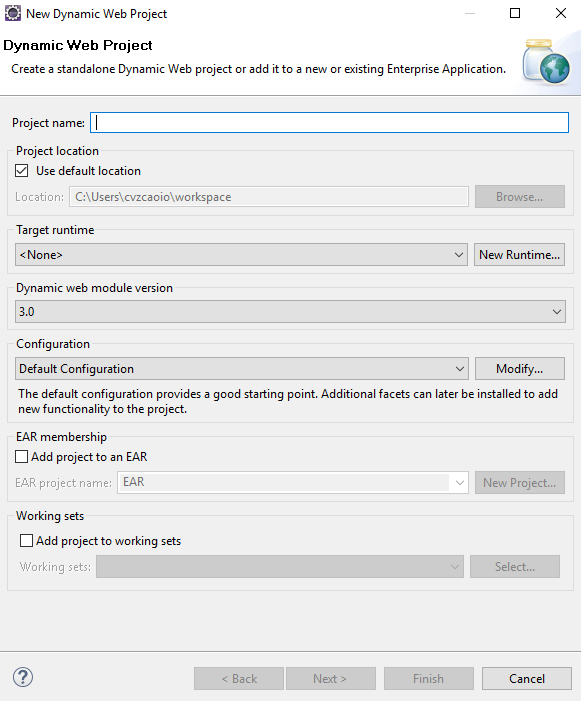 New Dynamic Web Project
Dynamic Web Project
Create a standalone Dynamic Web project or add it to a new or existing Enterprise Application.
Project name:
Project location
Use default location
Location: C:\Users\cvzcaoio\workspace Browse...
Target runtime
<None> New Runtime...
Dynamic web module version
3.0
Configuration
Default Configuration Modify...
The default configuration provides a good starting point. Additional facets can later be installed to add
new functionality to the project.
EAR membership
Add project to an EAR
EAR project name: EAR New Project...
Working sets
Add project to working sets
Working sets: Select...
? < Back Next > Finish Cancel